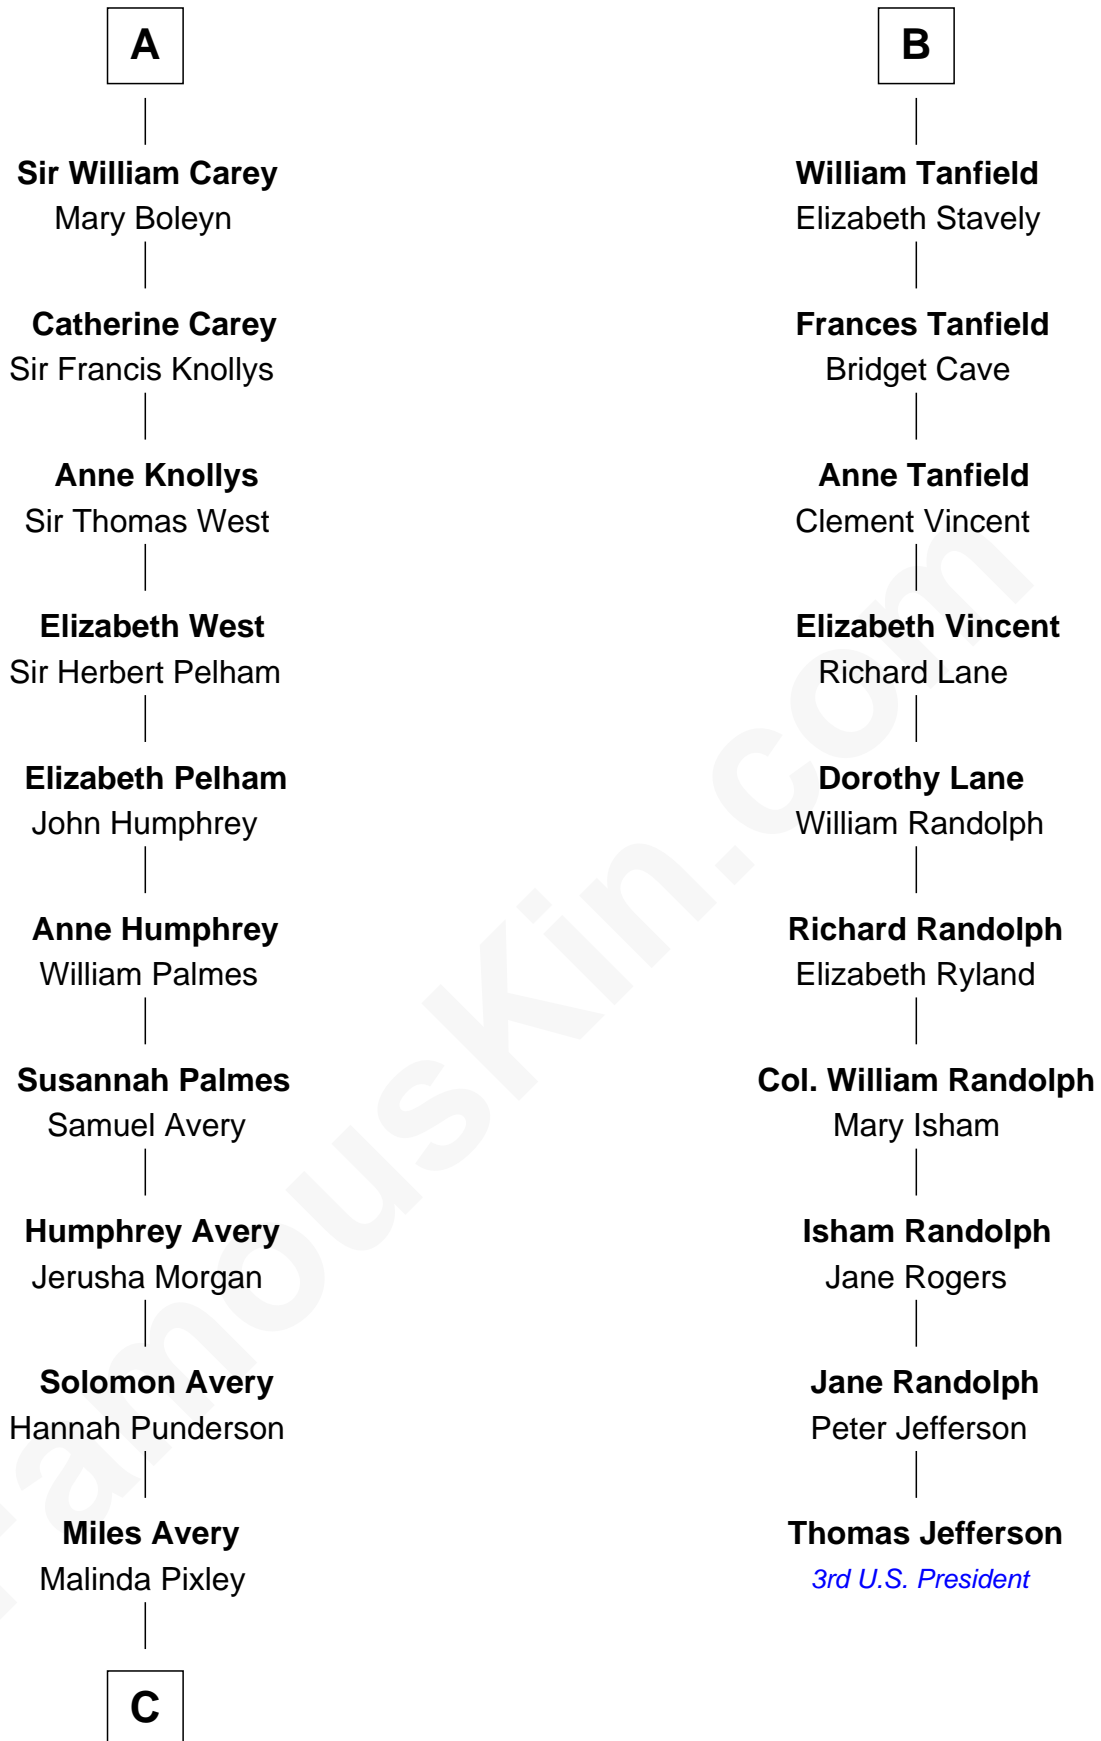 A
Sir William Carey
Mary Boleyn
Catherine Carey
Sir Francis Knollys
Anne Knollys
Sir Thomas West
Elizabeth West
Sir Herbert Pelham
Elizabeth Pelham
John Humphrey
Anne Humphrey
William Palmes
Susannah Palmes
Samuel Avery
Humphrey Avery
Jerusha Morgan
Solomon Avery
Hannah Punderson
Miles Avery
Malinda Pixley
C
B
William Tanfield
Elizabeth Stavely
Frances Tanfield
Bridget Cave
Anne Tanfield
Clement Vincent
Elizabeth Vincent
Richard Lane
Dorothy Lane
William Randolph
Richard Randolph
Elizabeth Ryland
Col. William Randolph
Mary Isham
Isham Randolph
Jane Rogers
Jane Randolph
Peter Jefferson
Thomas Jefferson
3rd U.S. President
FamousKin.com